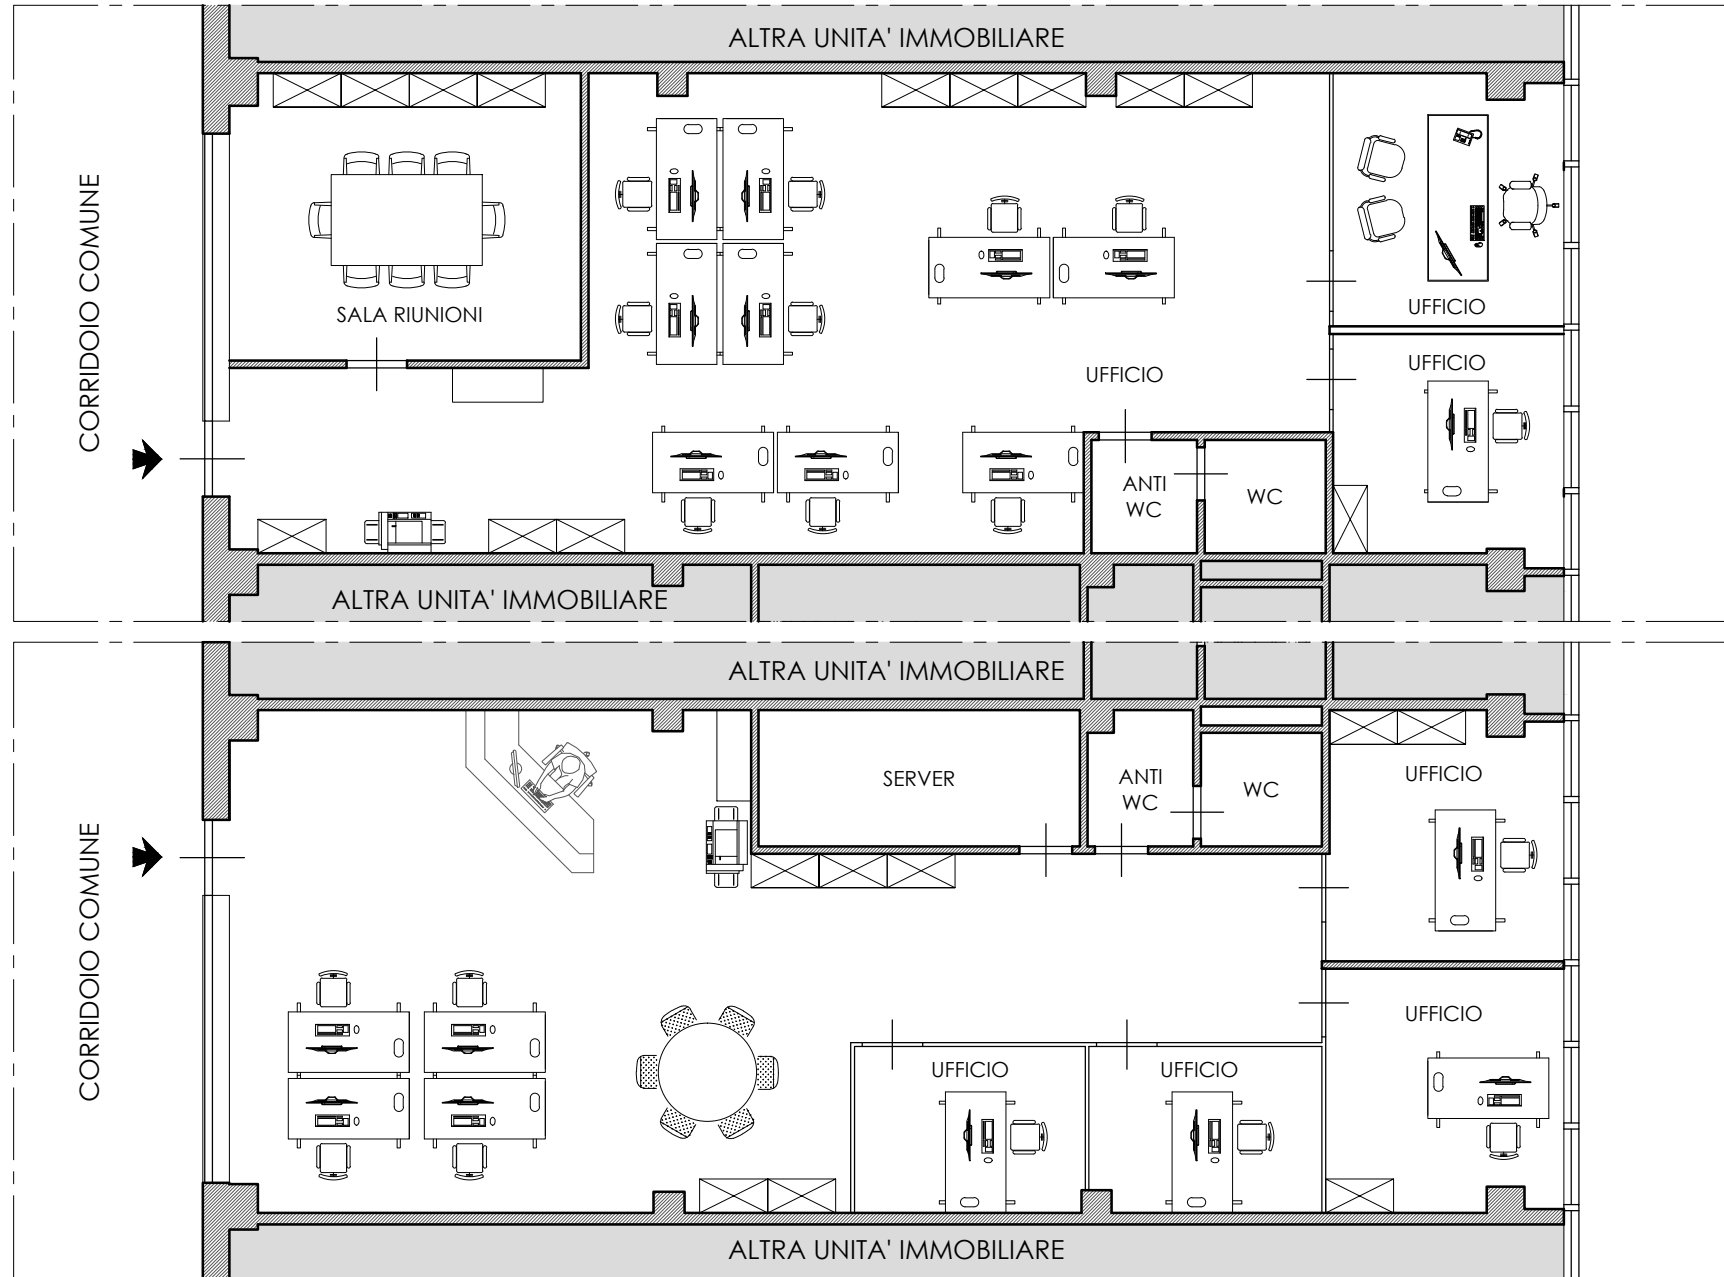 ALTRA UNITA' IMMOBILIARE
CORRIDOIO COMUNE
SALA RIUNIONI
UFFICIO
UFFICIO
UFFICIO
ANTI
WC
WC
ALTRA UNITA' IMMOBILIARE
ALTRA UNITA' IMMOBILIARE
CORRIDOIO COMUNE
SERVER
ANTI
WC
WC
UFFICIO
UFFICIO
UFFICIO
UFFICIO
ALTRA UNITA' IMMOBILIARE